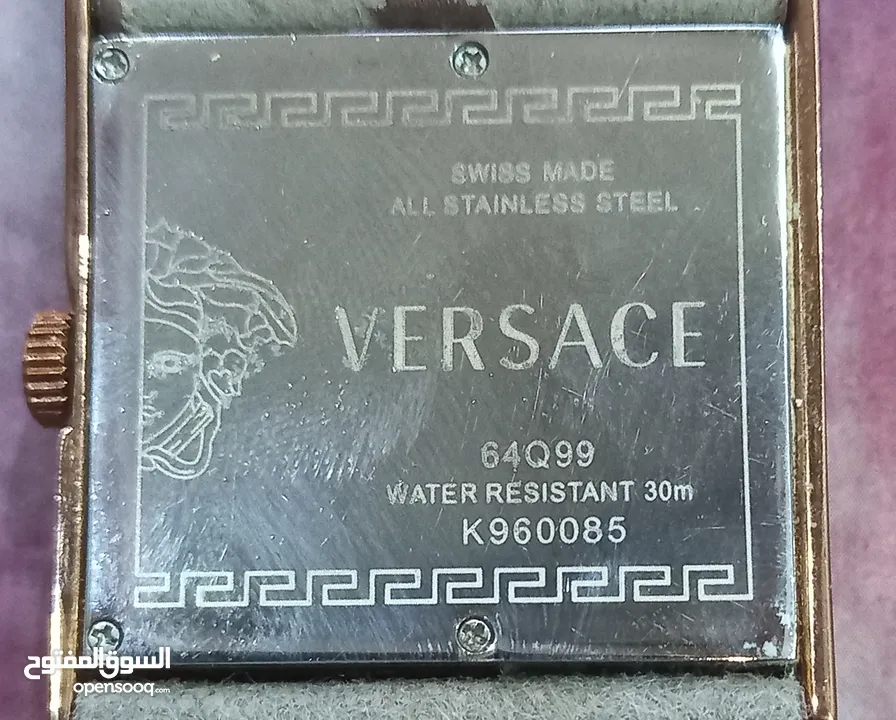 SWISS MADE
ALL STAINLESS STEEL
VERSACE
64Q99
WATER RESISTANT 30m
K960085
السوق المفتوح
opensooq.com